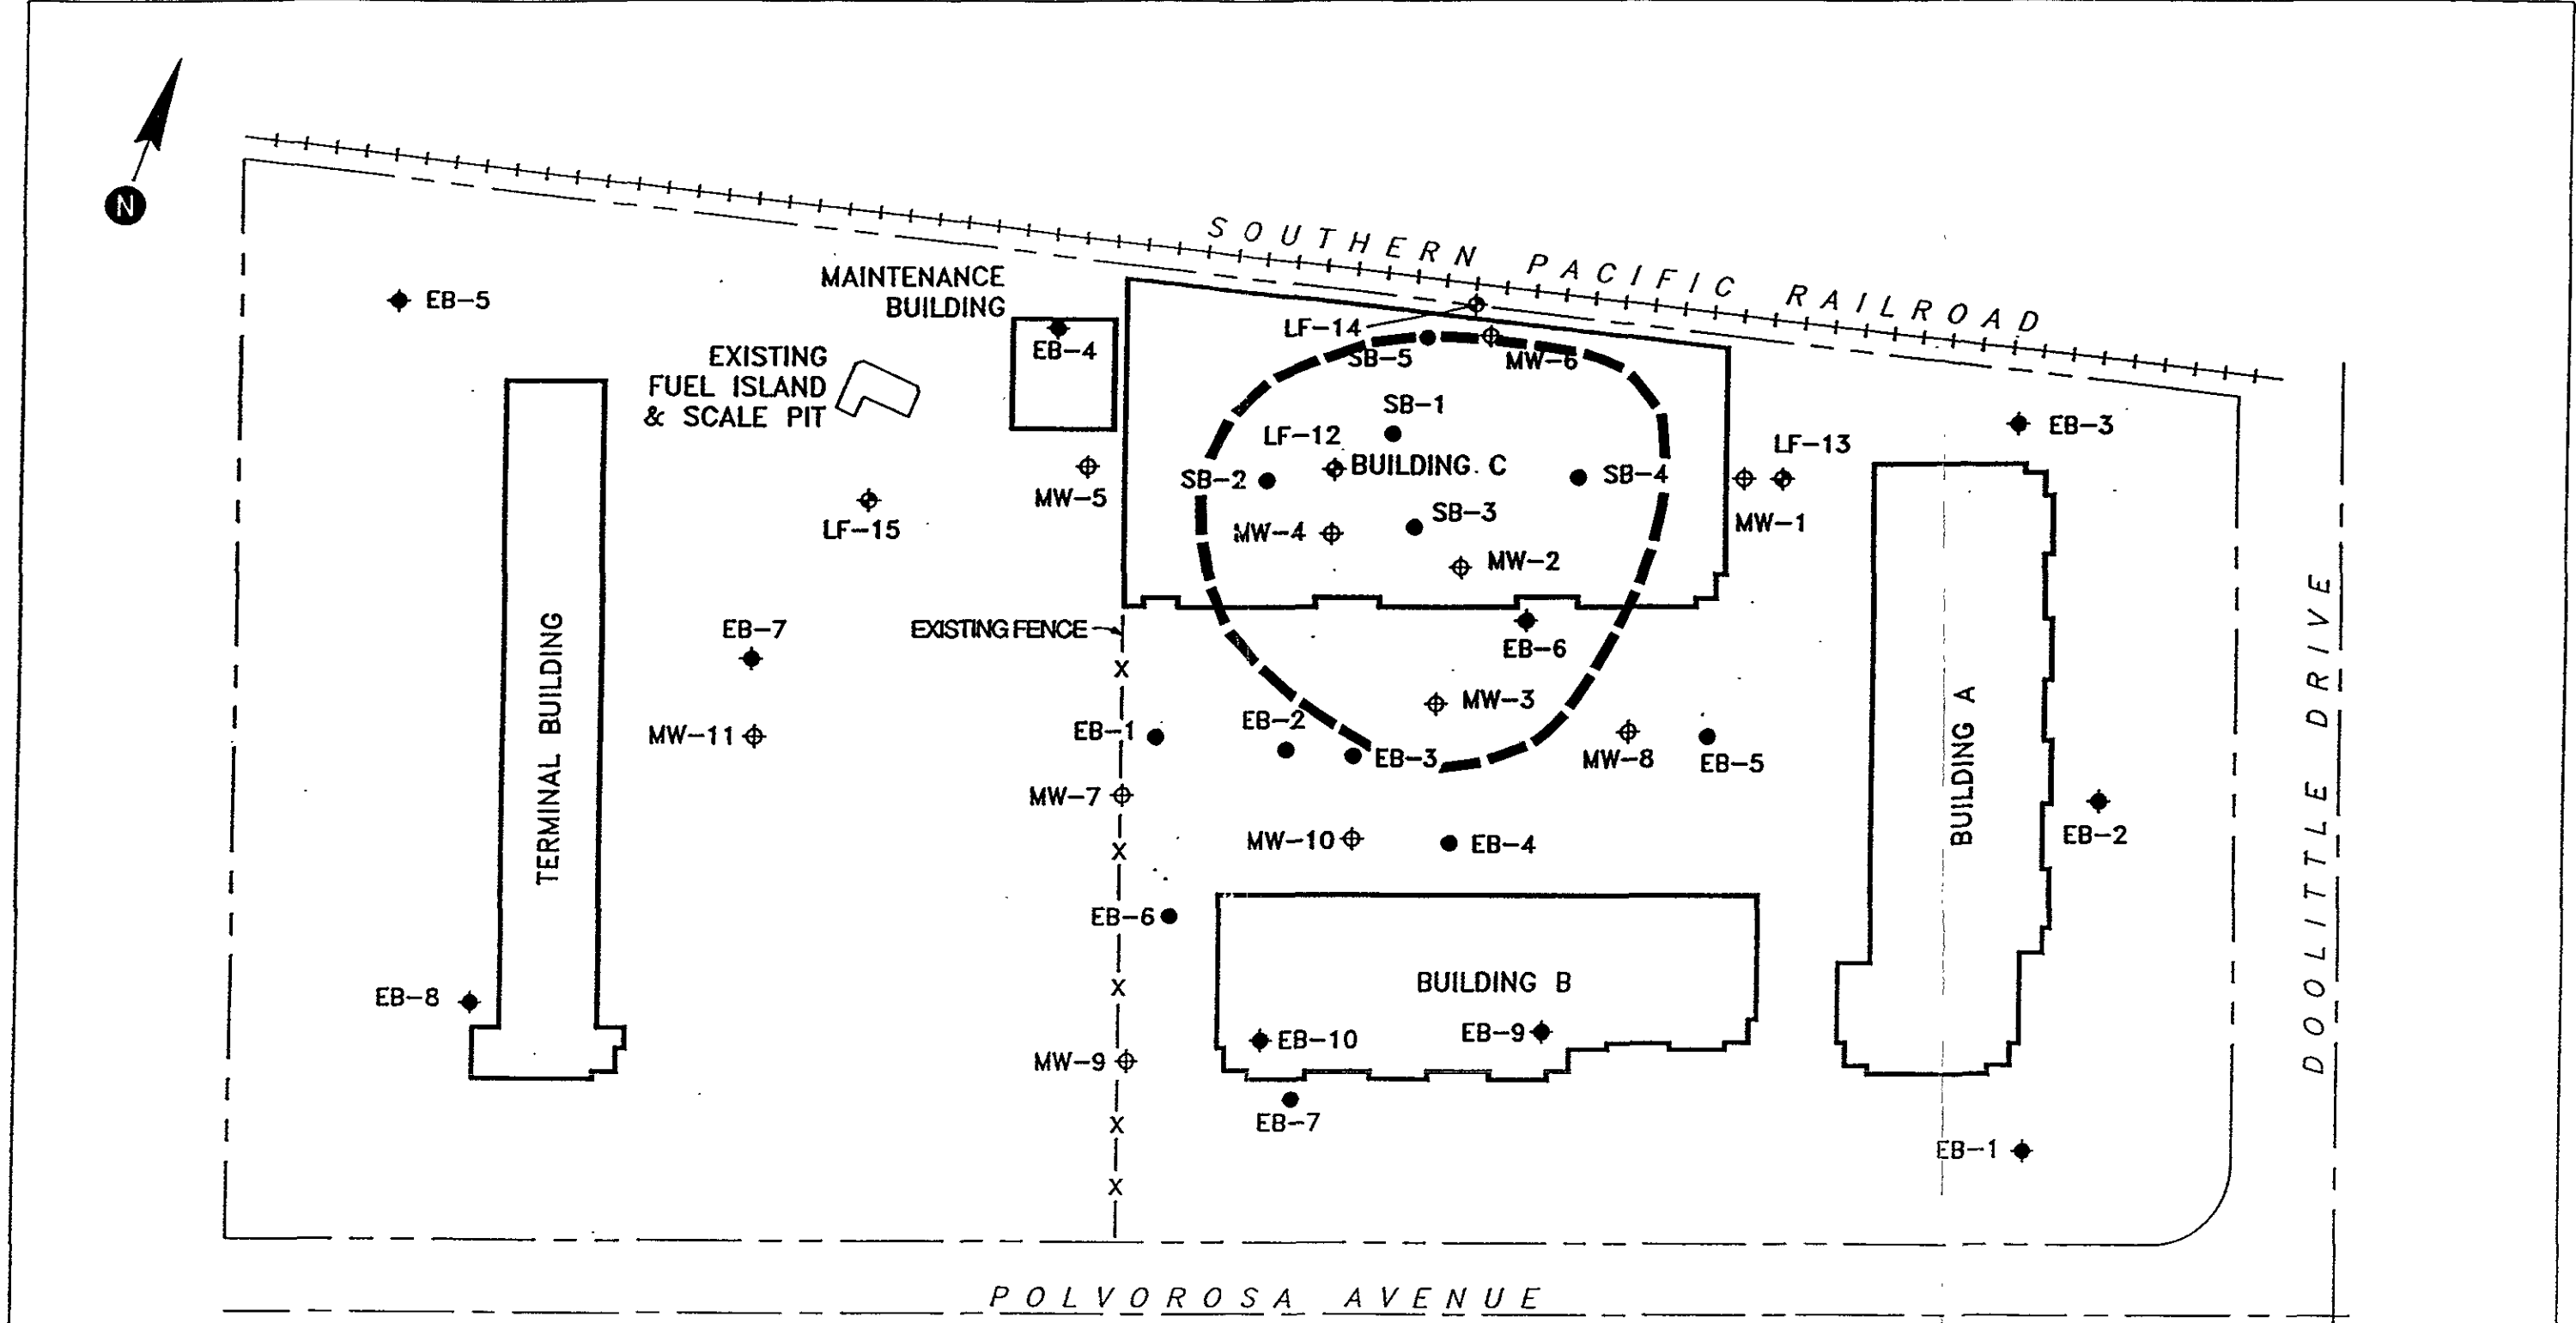 N
SOUTHERN PACIFIC RAILROAD
MAINTENANCE
BUILDING
EB-5
LF-14
EB-4
SB-5
MW-6
EXISTING
FUEL ISLAND
& SCALE PIT
SB-1
EB-3
LF-12
LF-13
BUILDING C
SB-2
SB-4
MW-5
SB-3
MW-1
LF-15
MW-4
MW-2
EXISTING FENCE
EB-7
EB-6
X
TERMINAL BUILDING
MW-3
BUILDING A
DOOLITTLE DRIVE
EB-2
EB-1
MW-11
EB-3
MW-8
EB-5
MW-7
EB-2
MW-10
EB-4
X
EB-6
BUILDING B
X
EB-8
EB-10
EB-9
MW-9
EB-7
X
EB-1
X
POLVOROSA AVENUE